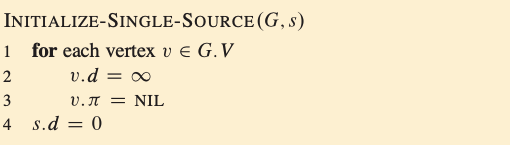 INITIALIZE-SINGLE-SOURCE(G, s)
1 for each vertex v ∈ G.V
2 v.d = ∞
3 v.π = NIL
4 s.d = 0